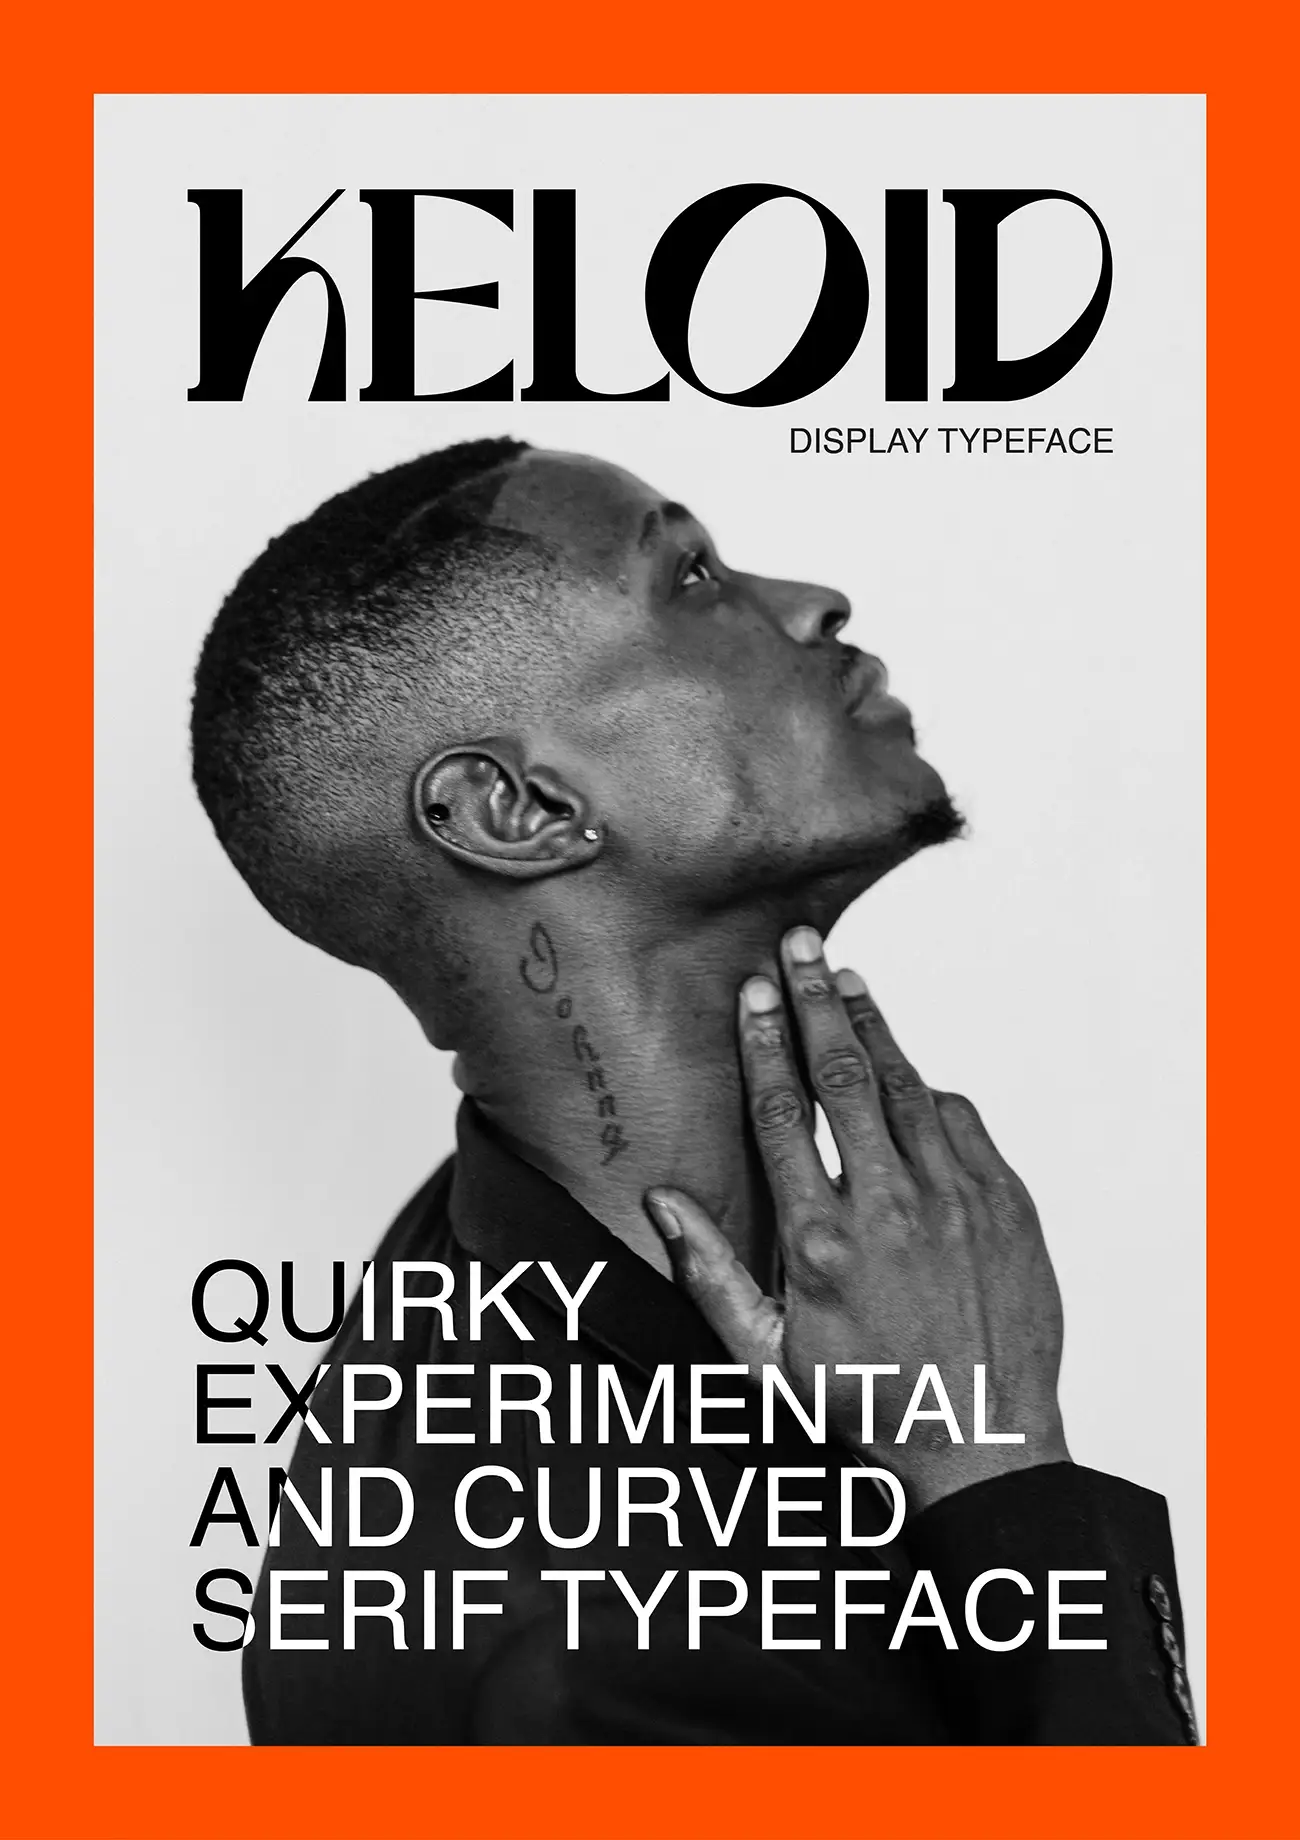 KELOID
DISPLAY TYPEFACE
QUIRKY
EXPERIMENTAL
AND CURVED
SERIF TYPEFACE